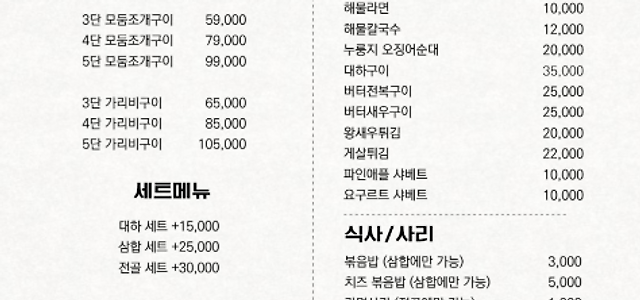 3단 모둠조개구이 59,000
4단 모둠조개구이 79,000
5단 모둠조개구이 99,000
3단 가리비구이 65,000
4단 가리비구이 85,000
5단 가리비구이 105,000
세트메뉴
대하 세트 +15,000
삼합 세트 +25,000
전골 세트 +30,000
해물라면 10,000
해물칼국수 12,000
누룽지 오징어순대 20,000
대하구이 35,000
버터전복구이 25,000
버터새우구이 25,000
왕새우튀김 20,000
게살튀김 22,000
파인애플 샤베트 10,000
요구르트 샤베트 10,000
식사/사리
볶음밥 (삼합에만 가능) 3,000
치즈 볶음밥 (삼합에만 가능) 5,000